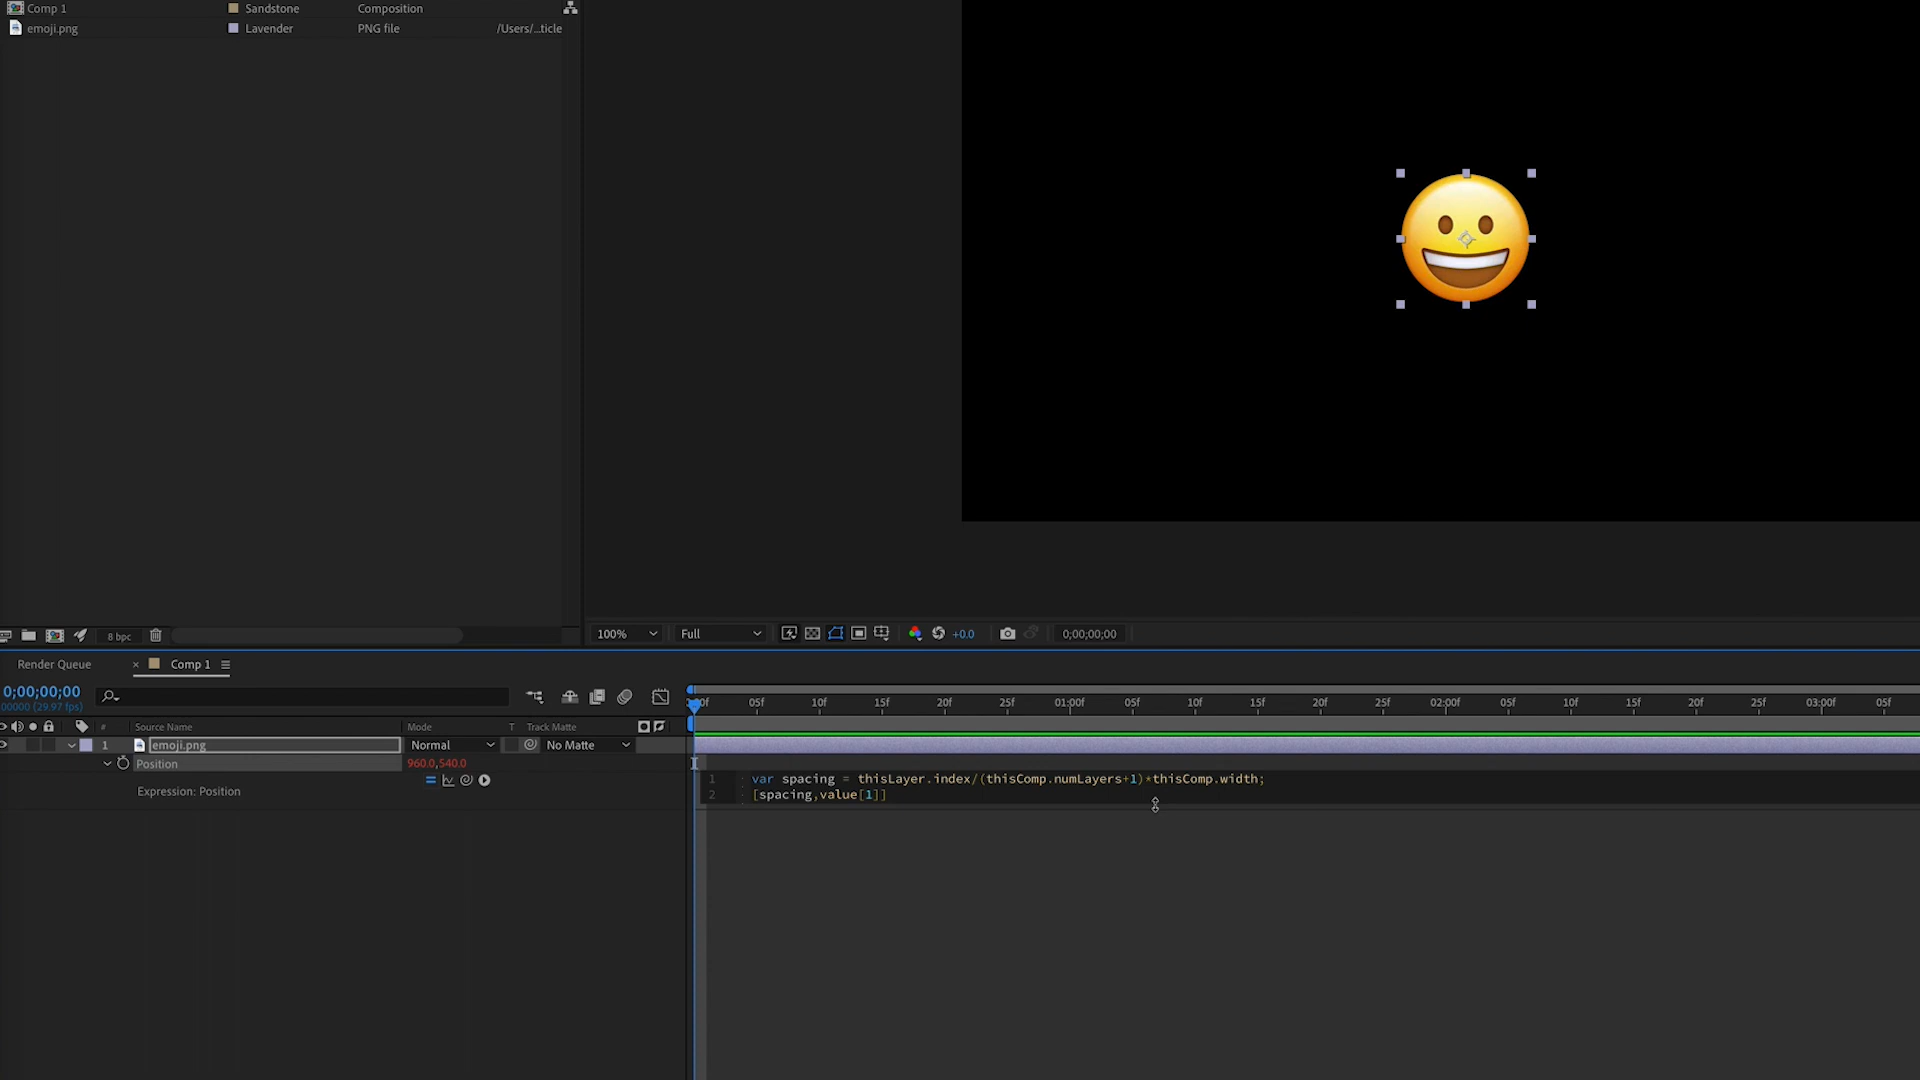 Comp 1 Sandstone Composition
emoji.png Lavender PNG file /Users/...ticle
8 bpc
100% Full +0.0 0;00;00;00
Render Queue × Comp 1
0;00;00;00
00000 (29.97 fps)
05f 10f 15f 20f 25f 01:00f 05f 10f 15f 20f 25f 02:00f 05f 10f 15f 20f 25f 03:00f 05f
# Source Name Mode T Track Matte
1 emoji.png Normal No Matte
Position 960.0,540.0
Expression: Position
1 var spacing = thisLayer.index/(thisComp.numLayers+1)*thisComp.width;
2 [spacing,value[1]]